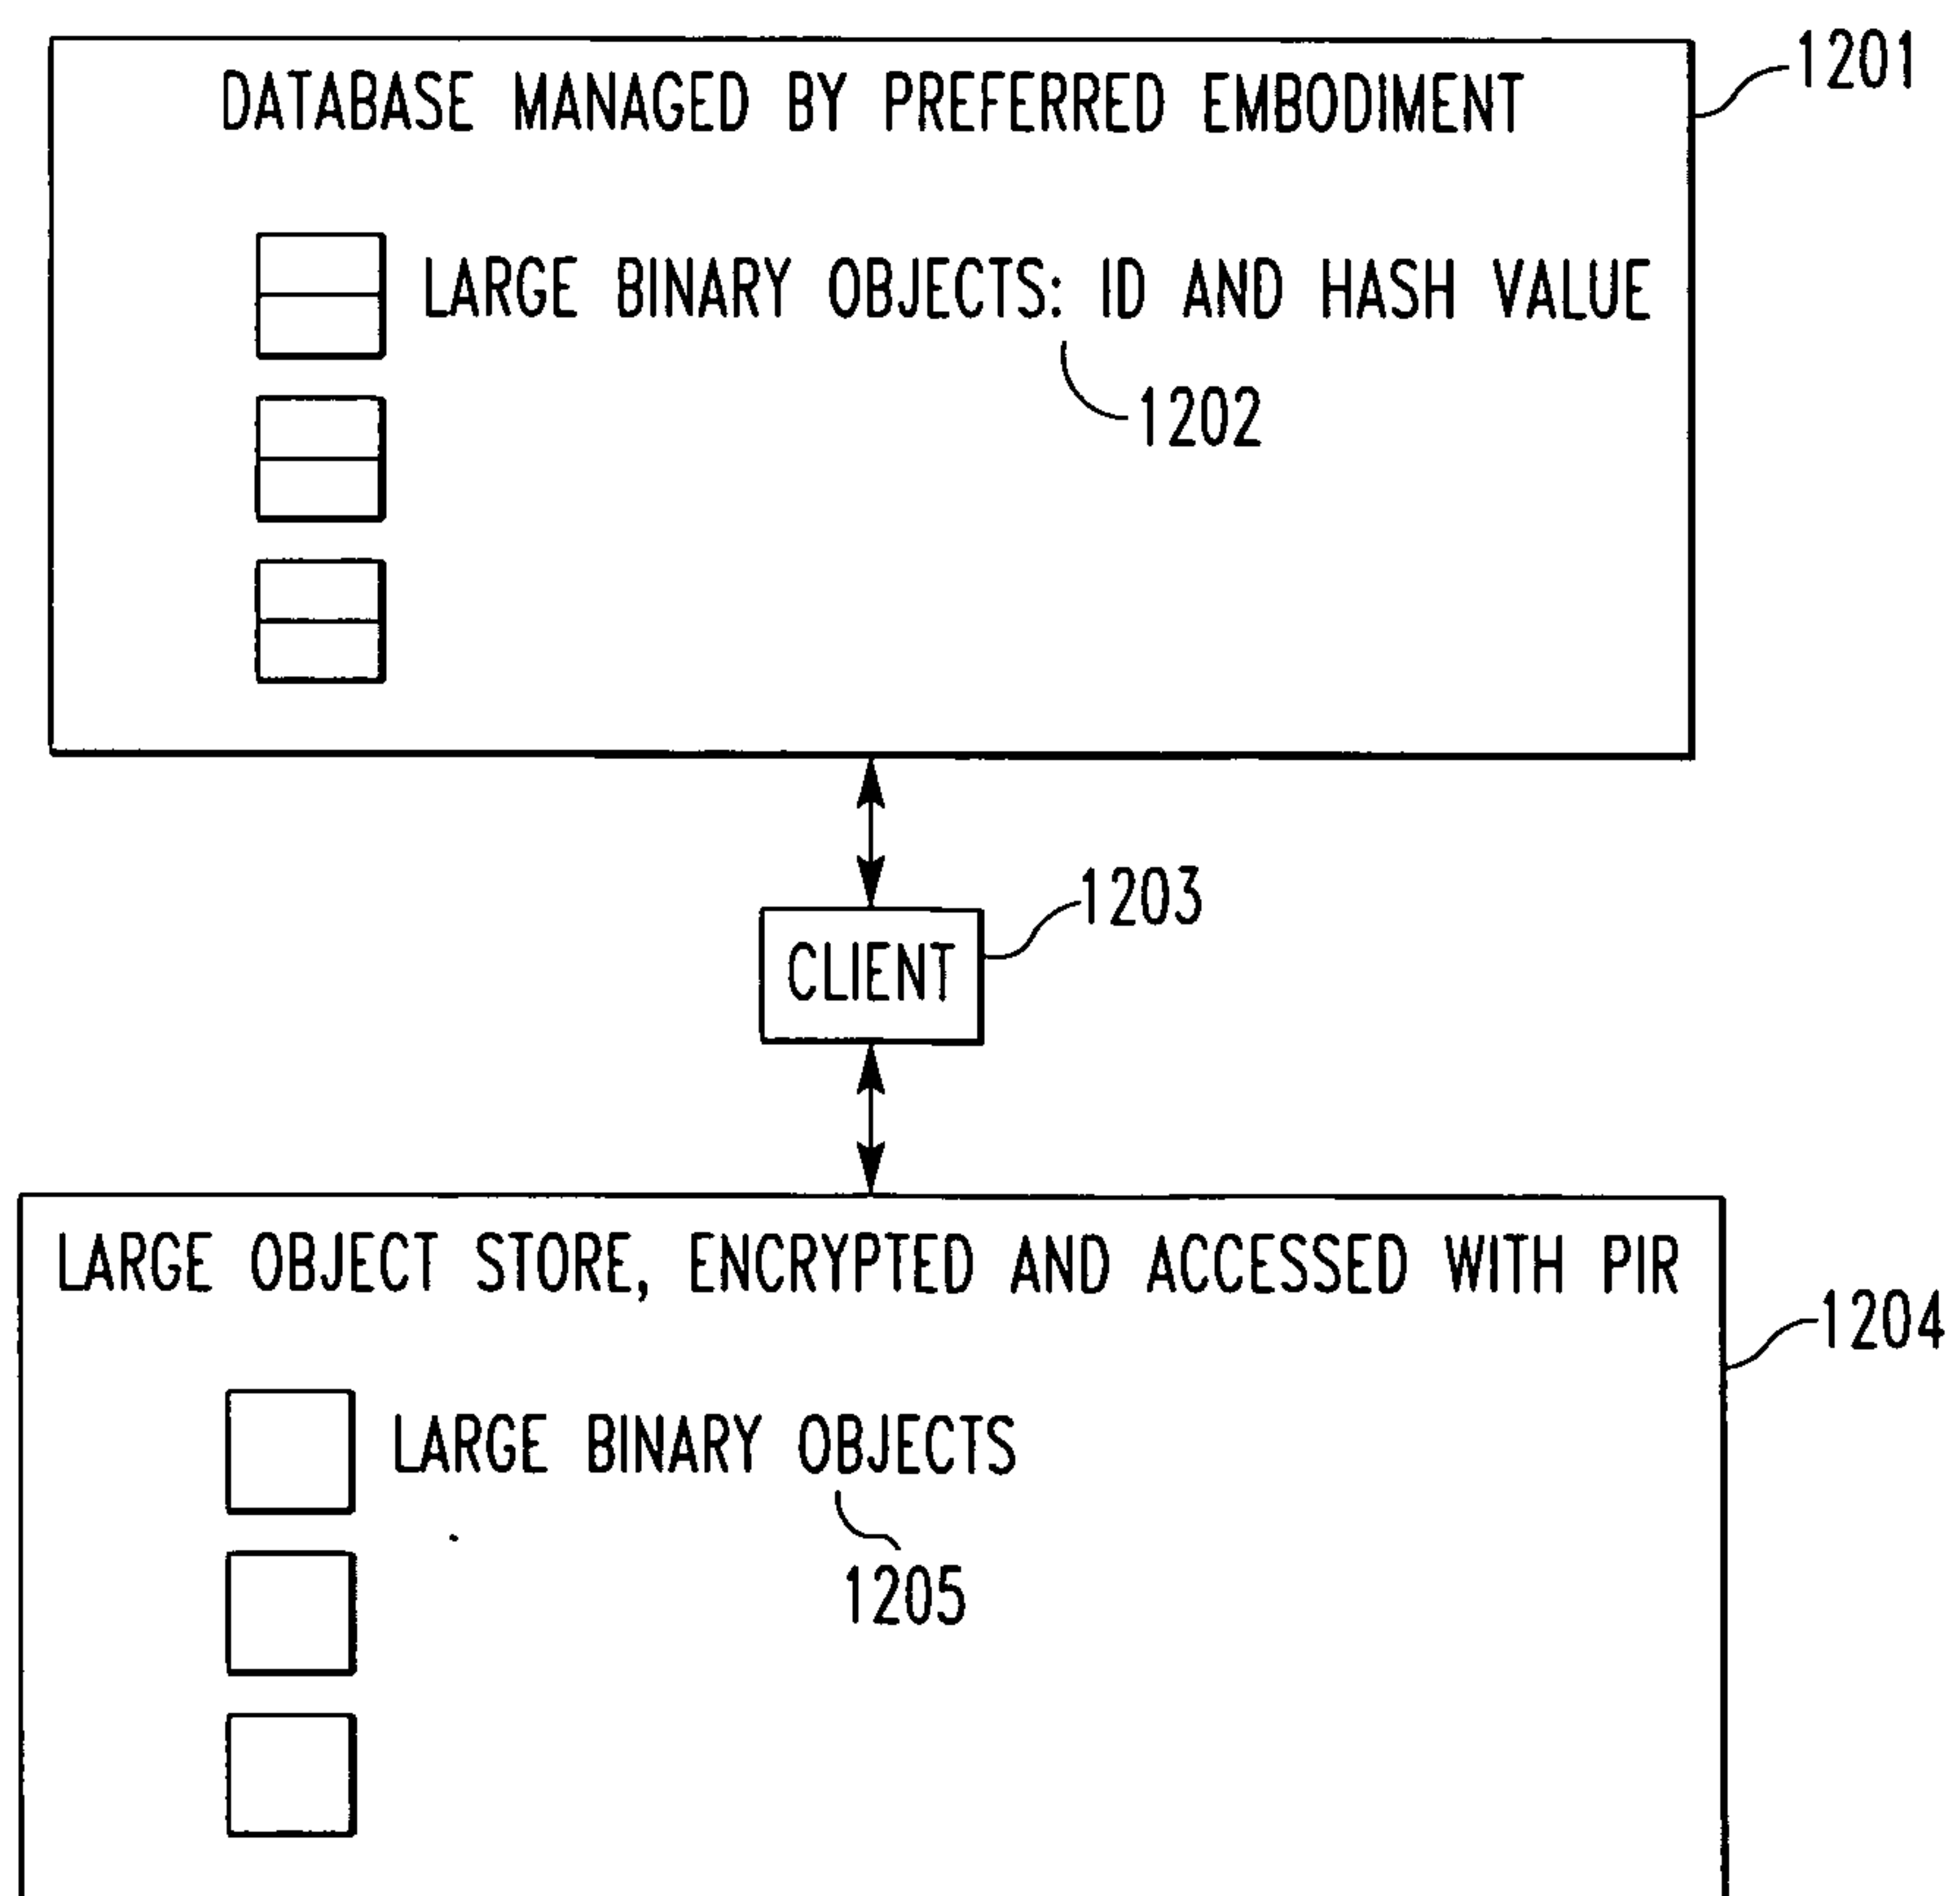 1201
DATABASE MANAGED BY PREFERRED EMBODIMENT
LARGE BINARY OBJECTS: ID AND HASH VALUE
1202
1203
CLIENT
LARGE OBJECT STORE, ENCRYPTED AND ACCESSED WITH PIR
1204
LARGE BINARY OBJECTS
1205